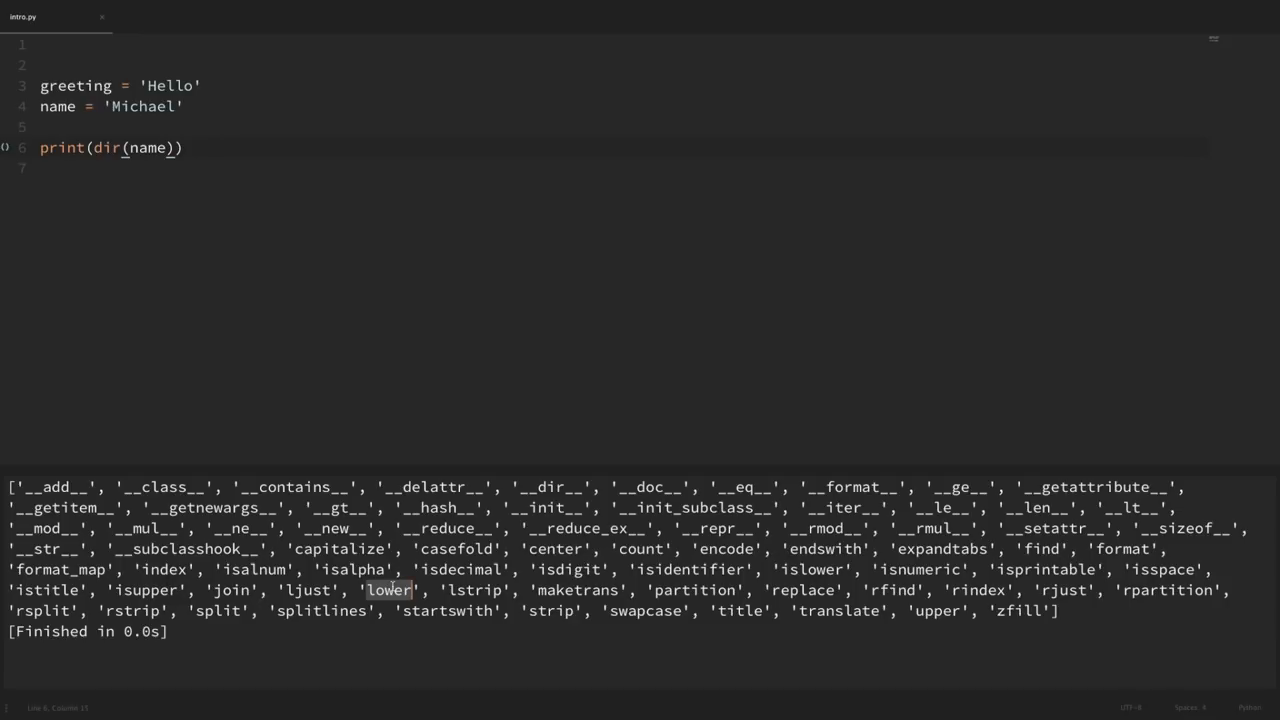 intro.py ×
1
2
3 greeting = 'Hello'
4 name = 'Michael'
5
() 6 print(dir(name))
7
['__add__', '__class__', '__contains__', '__delattr__', '__dir__', '__doc__', '__eq__', '__format__', '__ge__', '__getattribute__',
'__getitem__', '__getnewargs__', '__gt__', '__hash__', '__init__', '__init_subclass__', '__iter__', '__le__', '__len__', '__lt__',
'__mod__', '__mul__', '__ne__', '__new__', '__reduce__', '__reduce_ex__', '__repr__', '__rmod__', '__rmul__', '__setattr__', '__sizeof__',
'__str__', '__subclasshook__', 'capitalize', 'casefold', 'center', 'count', 'encode', 'endswith', 'expandtabs', 'find', 'format',
'format_map', 'index', 'isalnum', 'isalpha', 'isdecimal', 'isdigit', 'isidentifier', 'islower', 'isnumeric', 'isprintable', 'isspace',
'istitle', 'isupper', 'join', 'ljust', 'lower', 'lstrip', 'maketrans', 'partition', 'replace', 'rfind', 'rindex', 'rjust', 'rpartition',
'rsplit', 'rstrip', 'split', 'splitlines', 'startswith', 'strip', 'swapcase', 'title', 'translate', 'upper', 'zfill']
[Finished in 0.0s]
Line 6, Column 15 UTF-8 Spaces: 4 Python